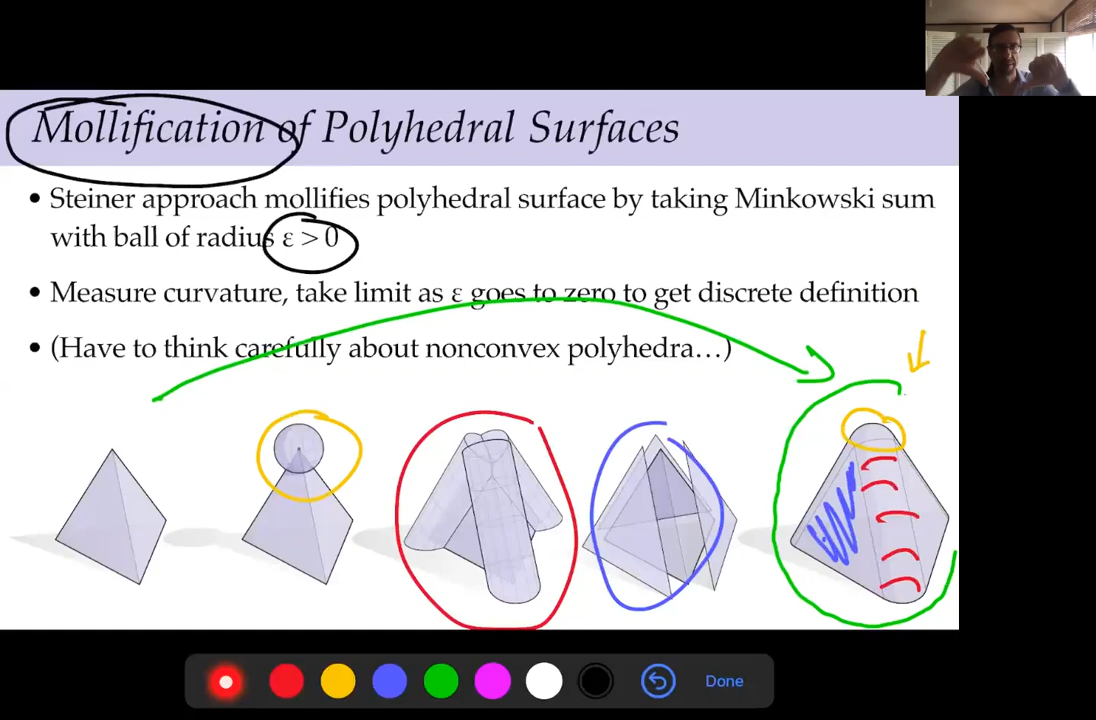 Mollification of Polyhedral Surfaces
• Steiner approach mollifies polyhedral surface by taking Minkowski sum
with ball of radius ε > 0
• Measure curvature, take limit as ε goes to zero to get discrete definition
• (Have to think carefully about nonconvex polyhedra…)
Done